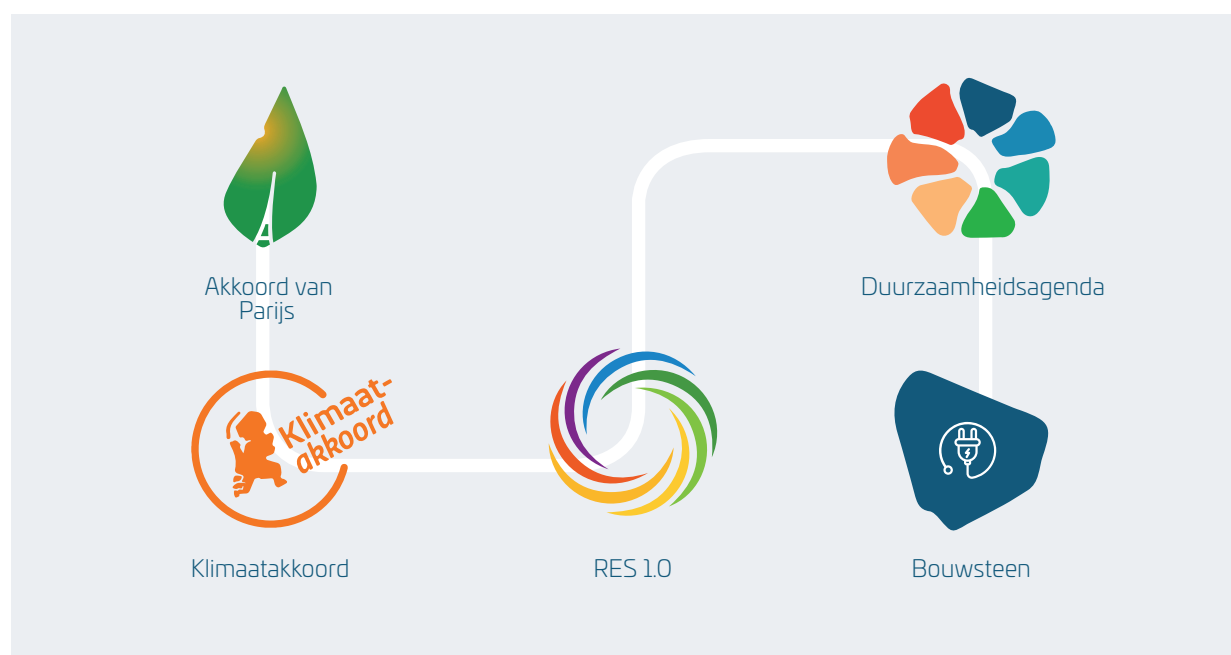 Akkoord van
Parijs
Duurzaamheidsagenda
Klimaat-
akkoord
Klimaatakkoord
RES 1.0
Bouwsteen